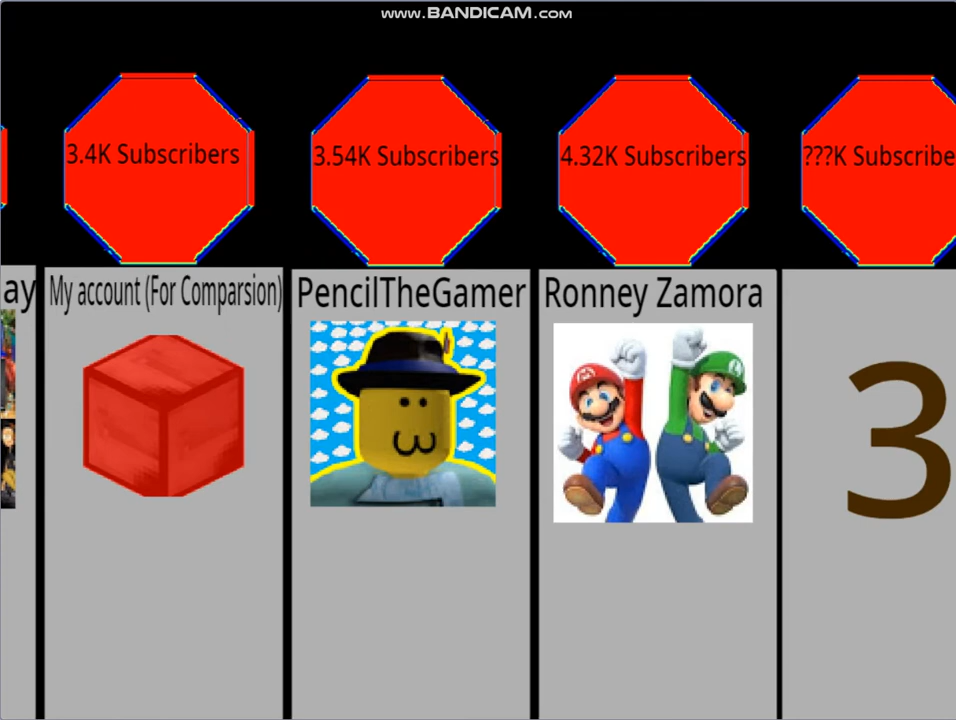 www.BANDICAM.com
3.4K Subscribers
3.54K Subscribers
4.32K Subscribers
???K Subscribe
ay
My account (For Comparsion)
PencilTheGamer
Ronney Zamora
3